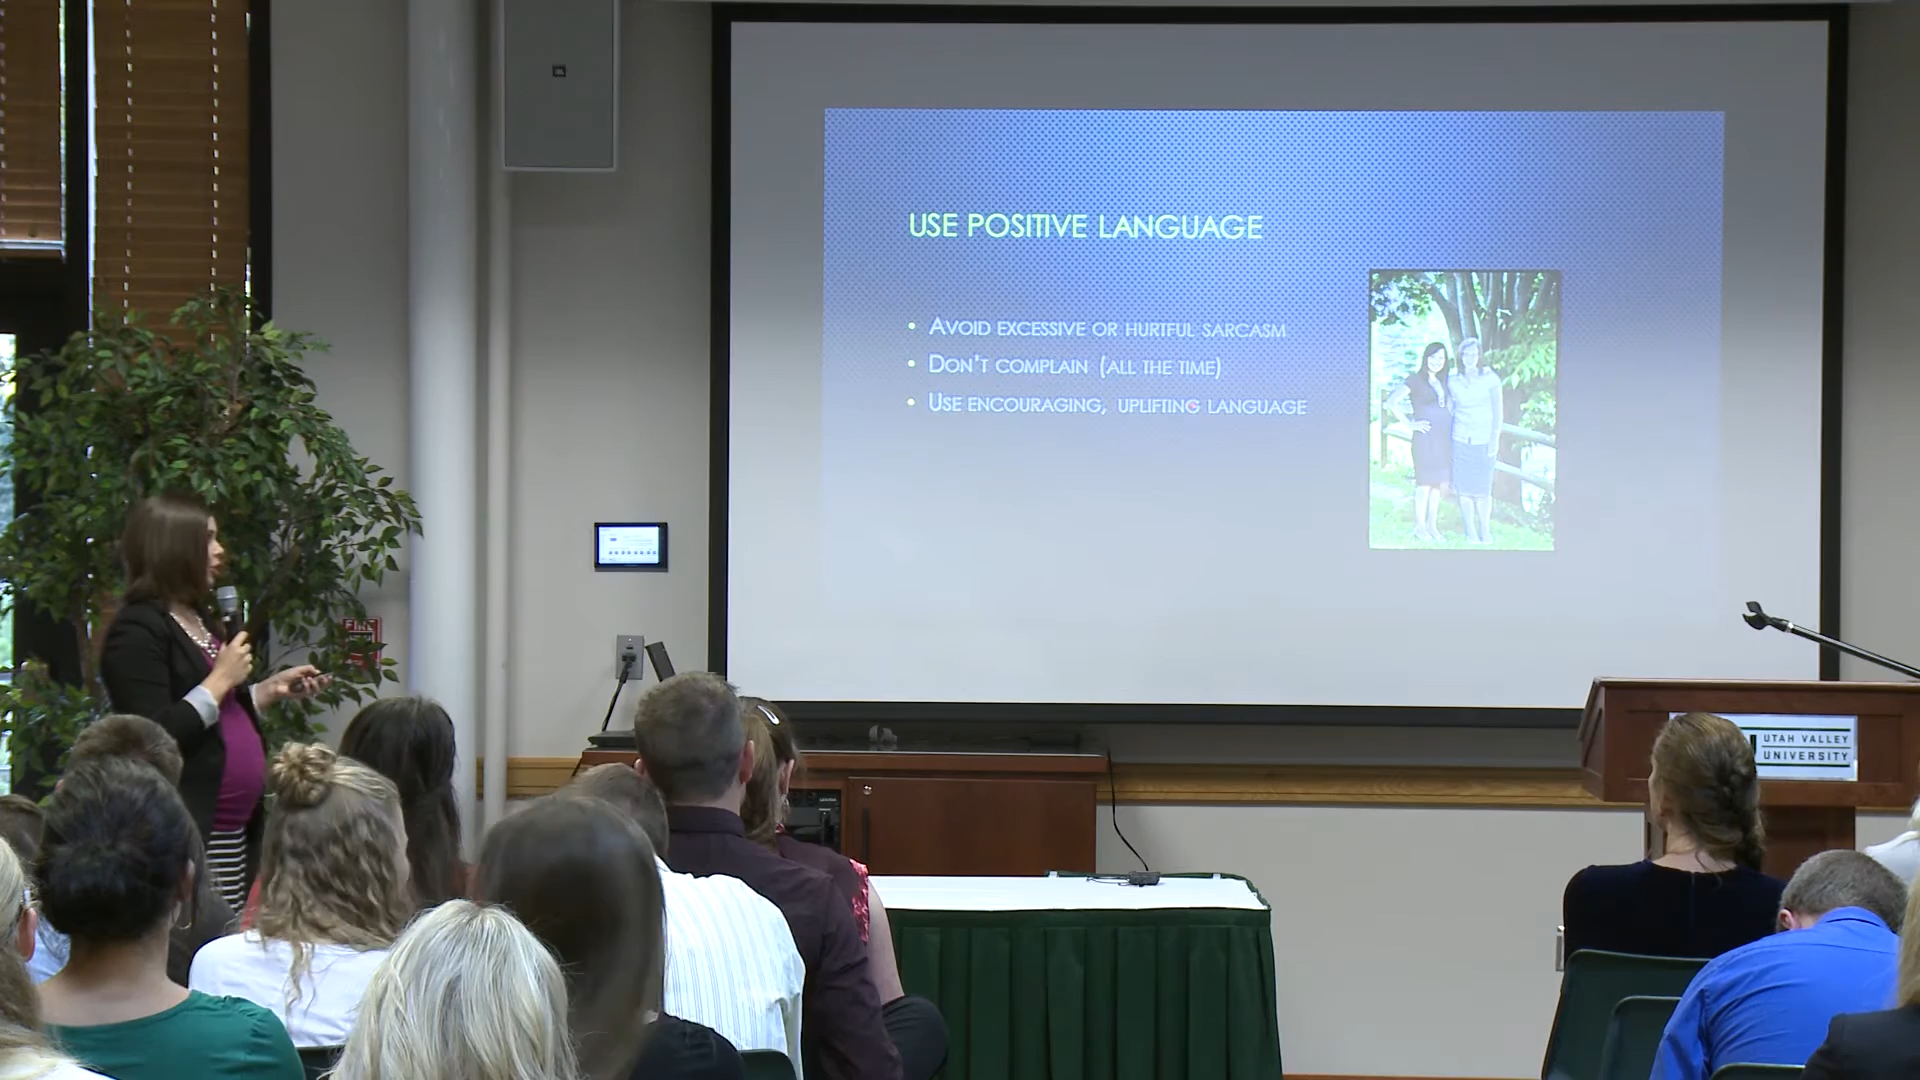 USE POSITIVE LANGUAGE
• AVOID EXCESSIVE OR HURTFUL SARCASM
• DON'T COMPLAIN (ALL THE TIME)
• USE ENCOURAGING, UPLIFTING LANGUAGE
FIRE
UTAH VALLEY
UNIVERSITY